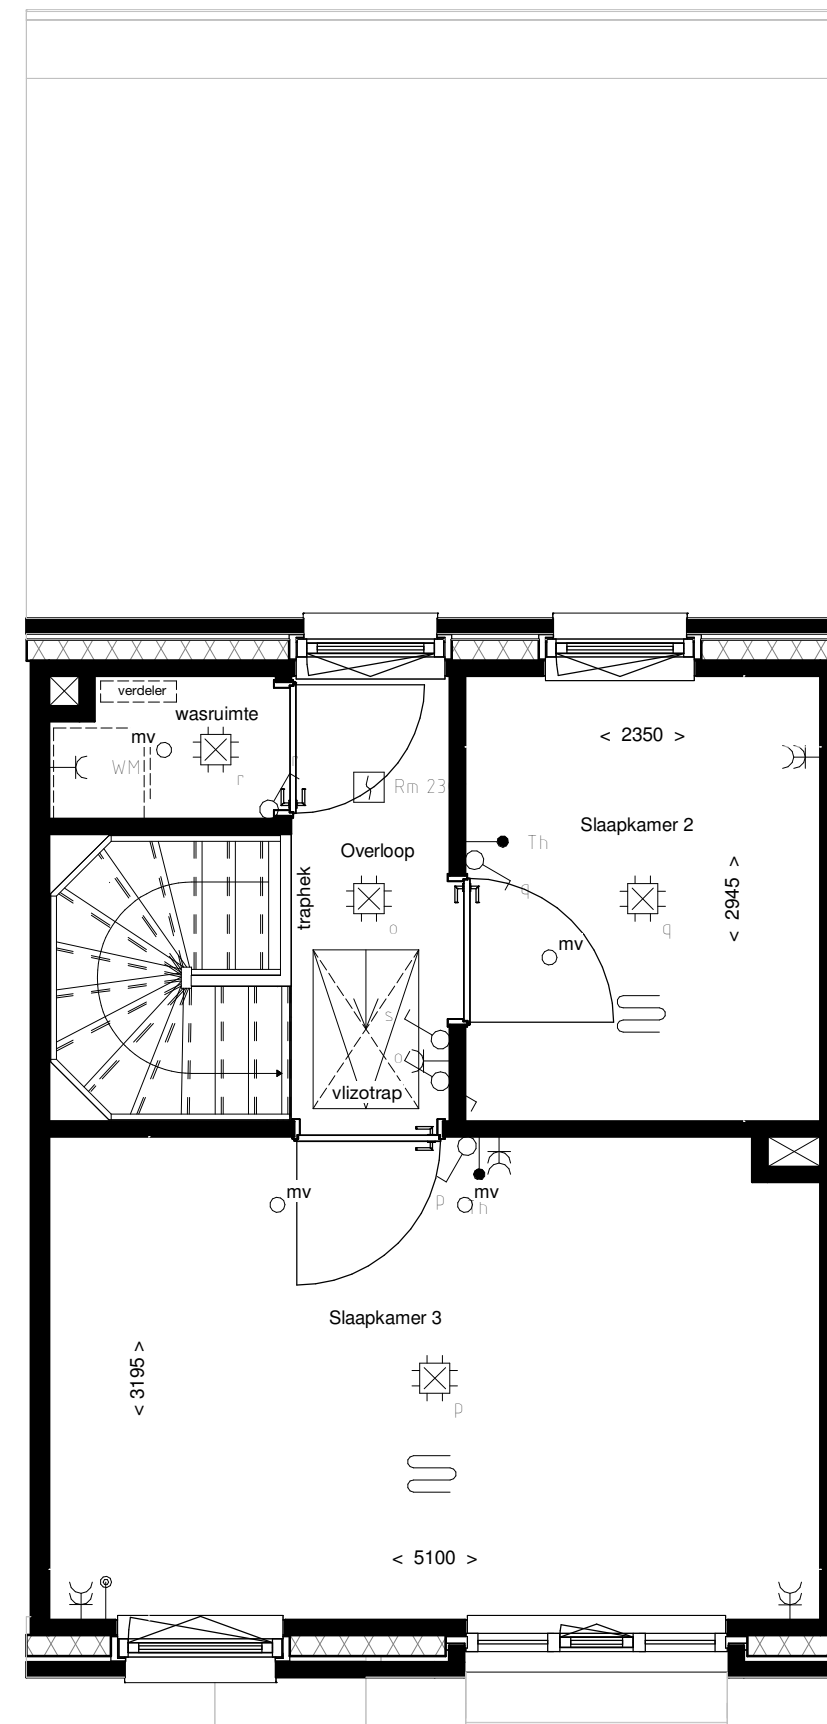 verdeler
wasruimte
mv
WM
r
< 2350 >
Rm 23
Slaapkamer 2
Th
Overloop
q
traphek
< 2945 >
o
q
mv
s
o
vlizotrap
mv
mv
p
Th
Slaapkamer 3
< 3195 >
p
< 5100 >